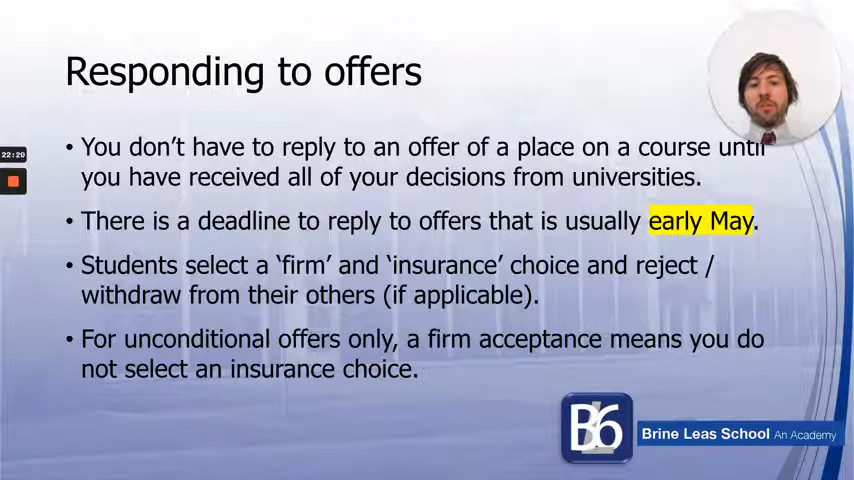 Responding to offers
• You don't have to reply to an offer of a place on a course until
you have received all of your decisions from universities.
22:20
• There is a deadline to reply to offers that is usually early May.
• Students select a ‘firm’ and ‘insurance’ choice and reject /
withdraw from their others (if applicable).
• For unconditional offers only, a firm acceptance means you do
not select an insurance choice.
BL6
Brine Leas School An Academy